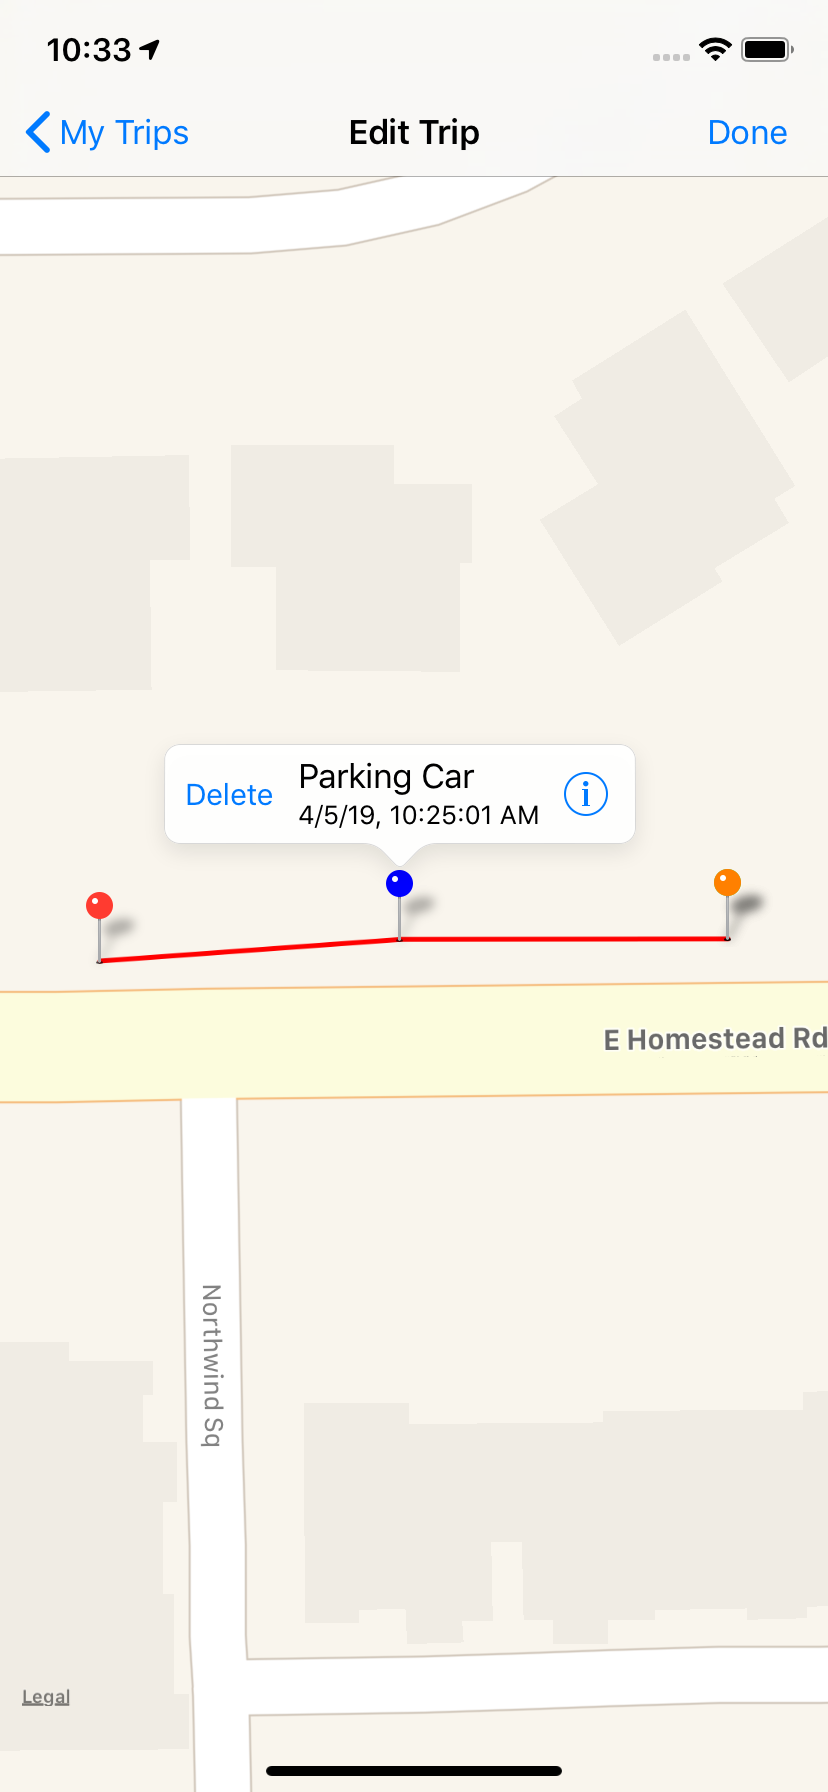 10:33
My Trips
Edit Trip
Done
Delete
Parking Car
4/5/19, 10:25:01 AM
E Homestead Rd
Northwind Sq
Legal